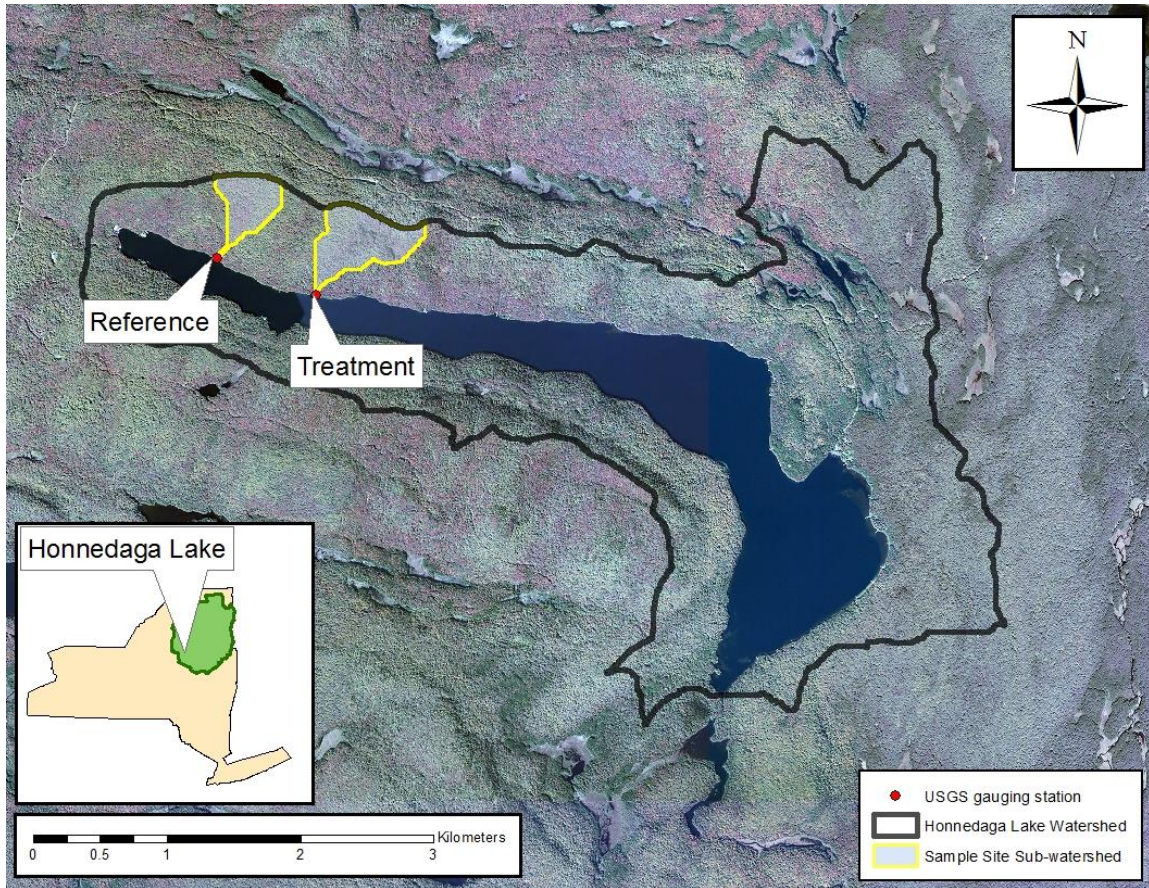 N
Reference
Treatment
Honnedaga Lake
USGS gauging station
Honnedaga Lake Watershed
Sample Site Sub-watershed
Kilometers
0 0.5 1 2 3